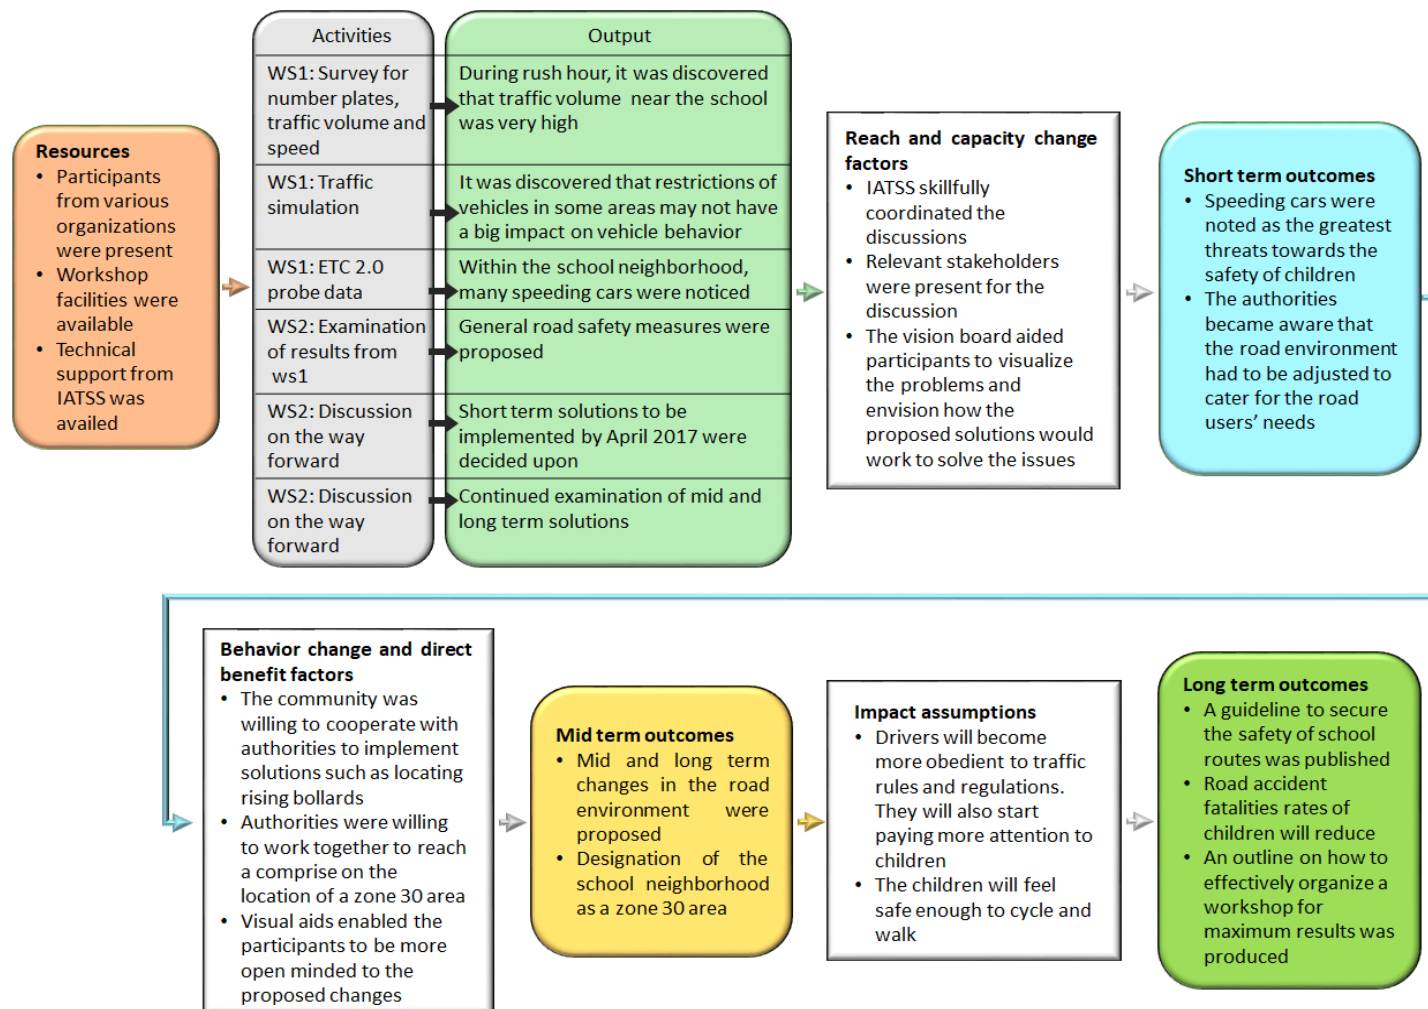 Resources
• Participants
from various
organizations
were present
• Workshop
facilities were
available
• Technical
support from
IATSS was
availed
Activities
WS1: Survey for
number plates,
traffic volume and
speed
WS1: Traffic
simulation
WS1: ETC 2.0
probe data
WS2: Examination
of results from
ws1
WS2: Discussion
on the way
forward
WS2: Discussion
on the way
forward
Output
During rush hour, it was discovered
that traffic volume near the school
was very high
It was discovered that restrictions of
vehicles in some areas may not have
a big impact on vehicle behavior
Within the school neighborhood,
many speeding cars were noticed
General road safety measures were
proposed
Short term solutions to be
implemented by April 2017 were
decided upon
Continued examination of mid and
long term solutions
Reach and capacity change
factors
• IATSS skillfully
coordinated the
discussions
• Relevant stakeholders
were present for the
discussion
• The vision board aided
participants to visualize
the problems and
envision how the
proposed solutions would
work to solve the issues
Short term outcomes
• Speeding cars were
noted as the greatest
threats towards the
safety of children
• The authorities
became aware that
the road environment
had to be adjusted to
cater for the road
users' needs
Behavior change and direct
benefit factors
• The community was
willing to cooperate with
authorities to implement
solutions such as locating
rising bollards
• Authorities were willing
to work together to reach
a comprise on the
location of a zone 30 area
• Visual aids enabled the
participants to be more
open minded to the
proposed changes
Mid term outcomes
• Mid and long term
changes in the road
environment were
proposed
• Designation of the
school neighborhood
as a zone 30 area
Impact assumptions
• Drivers will become
more obedient to traffic
rules and regulations.
They will also start
paying more attention to
children
• The children will feel
safe enough to cycle and
walk
Long term outcomes
• A guideline to secure
the safety of school
routes was published
• Road accident
fatalities rates of
children will reduce
• An outline on how to
effectively organize a
workshop for
maximum results was
produced